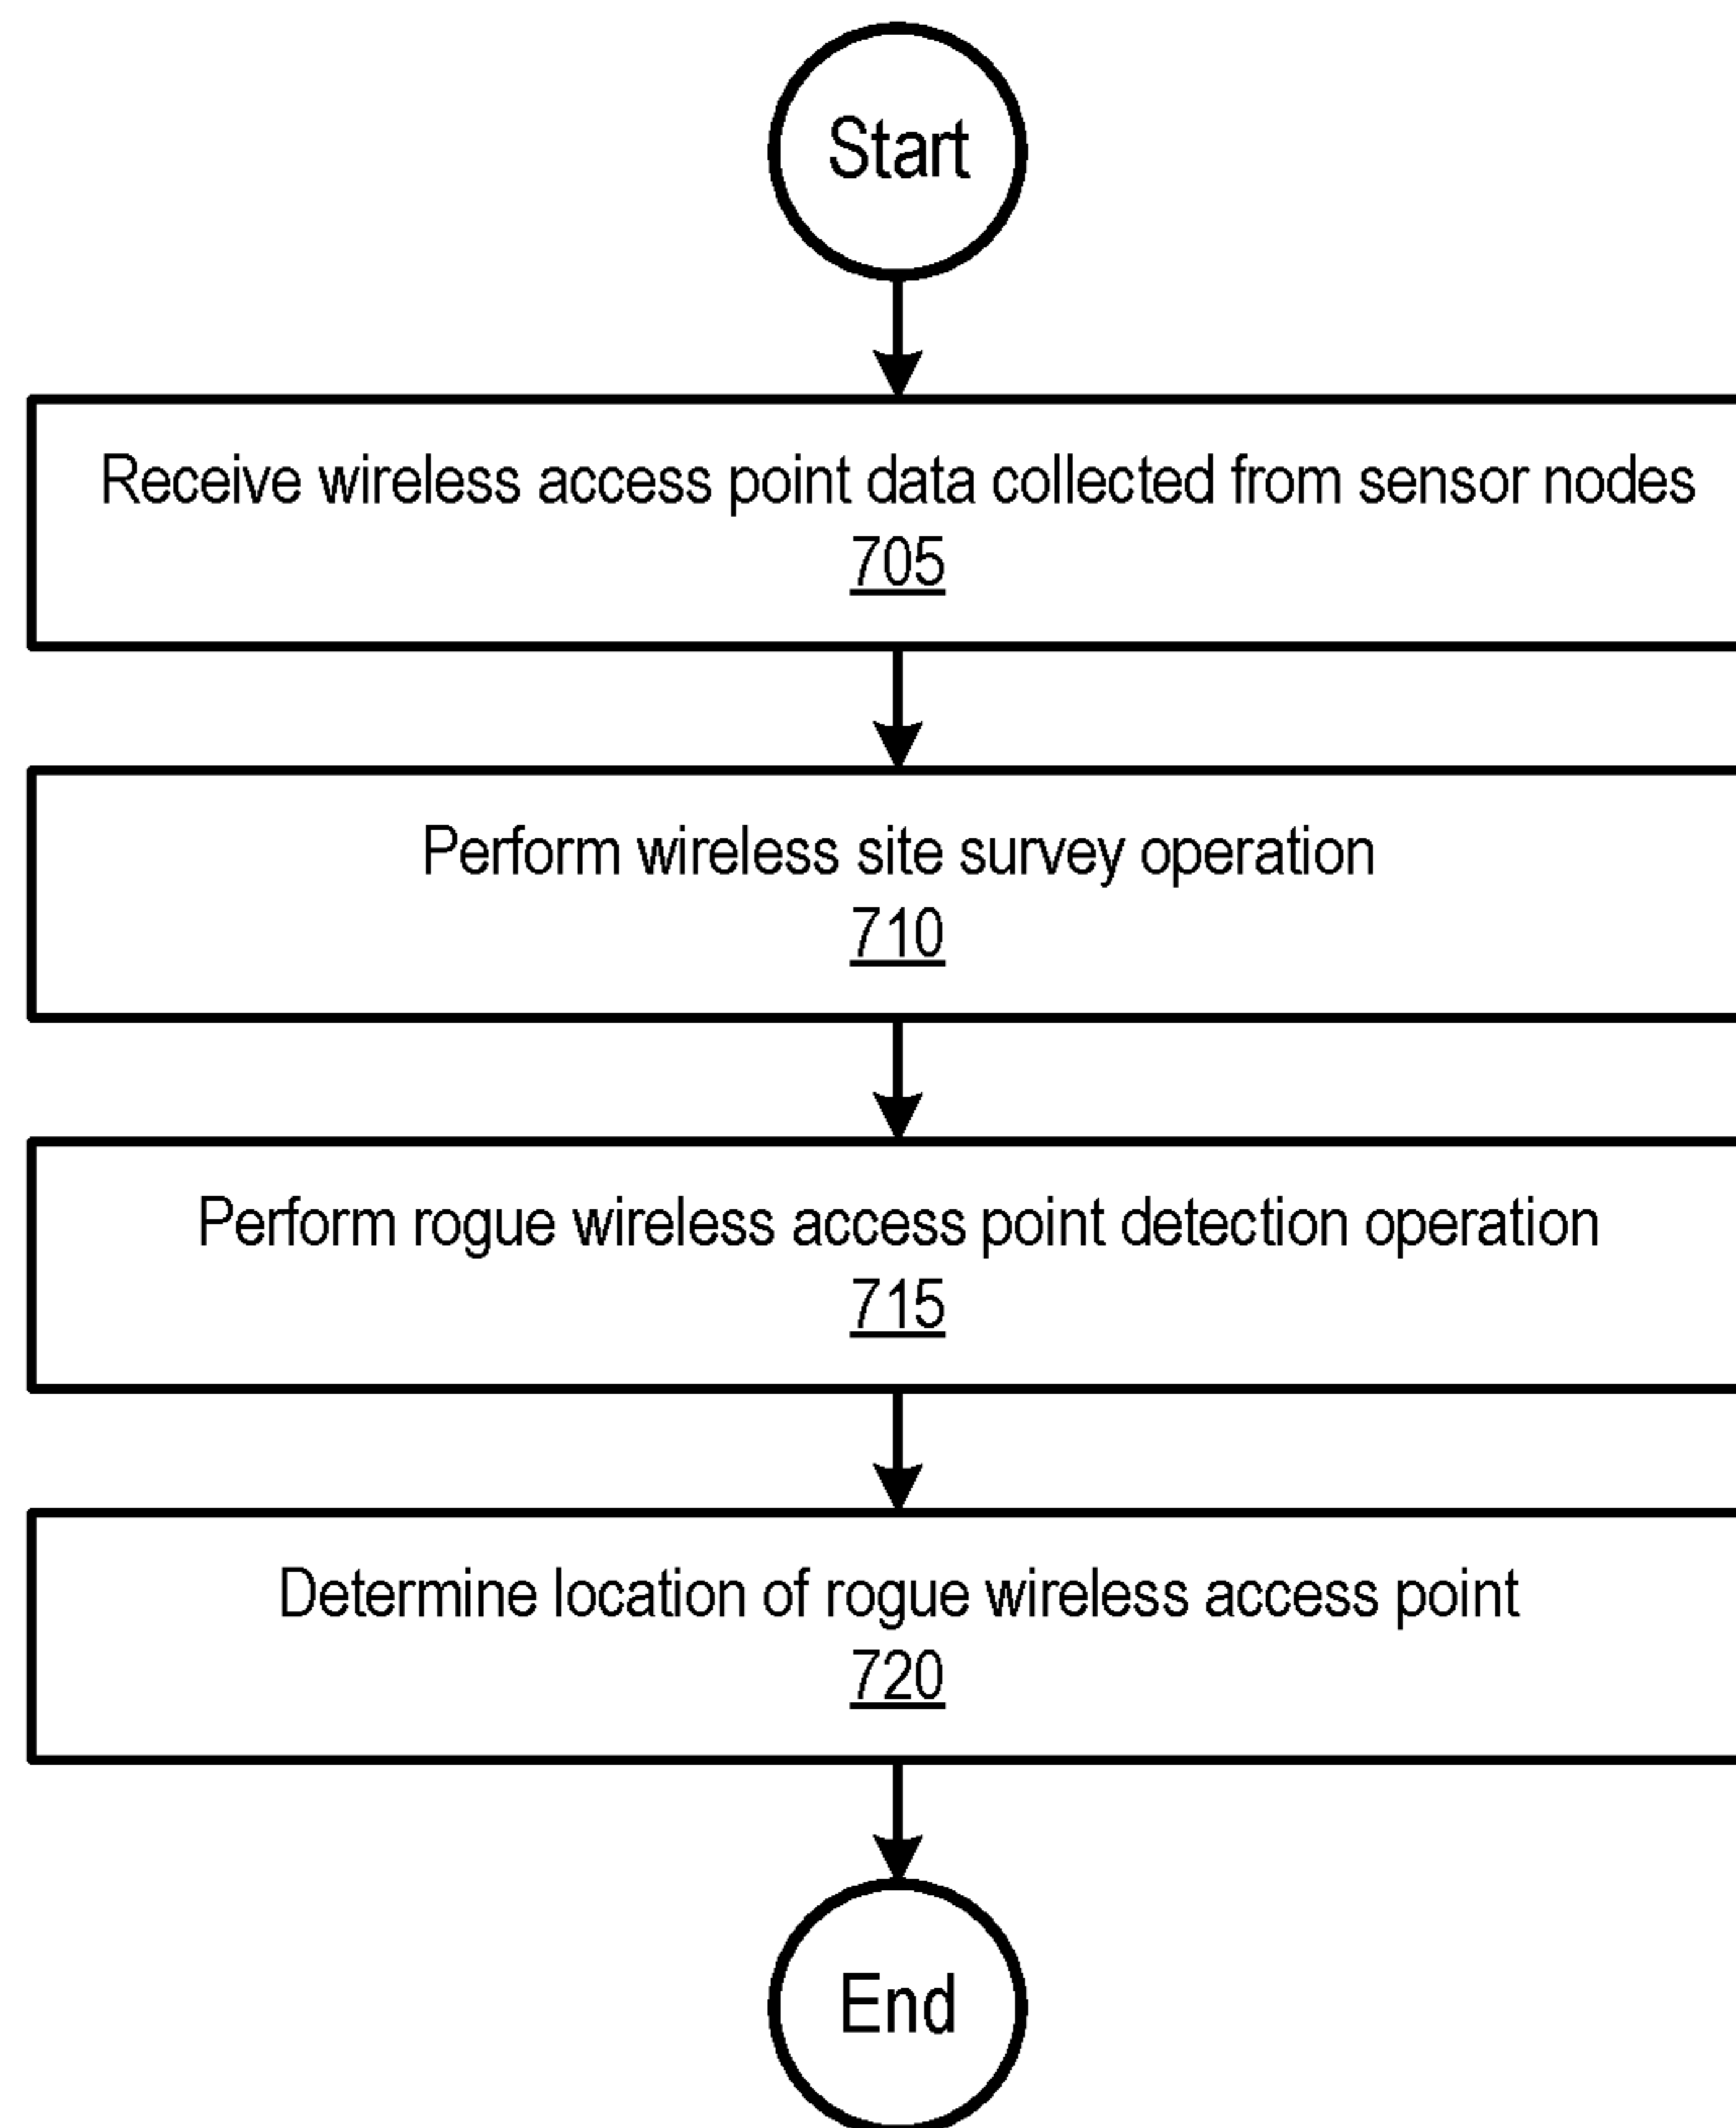 Start
Receive wireless access point data collected from sensor nodes
705
Perform wireless site survey operation
710
Perform rogue wireless access point detection operation
715
Determine location of rogue wireless access point
720
End